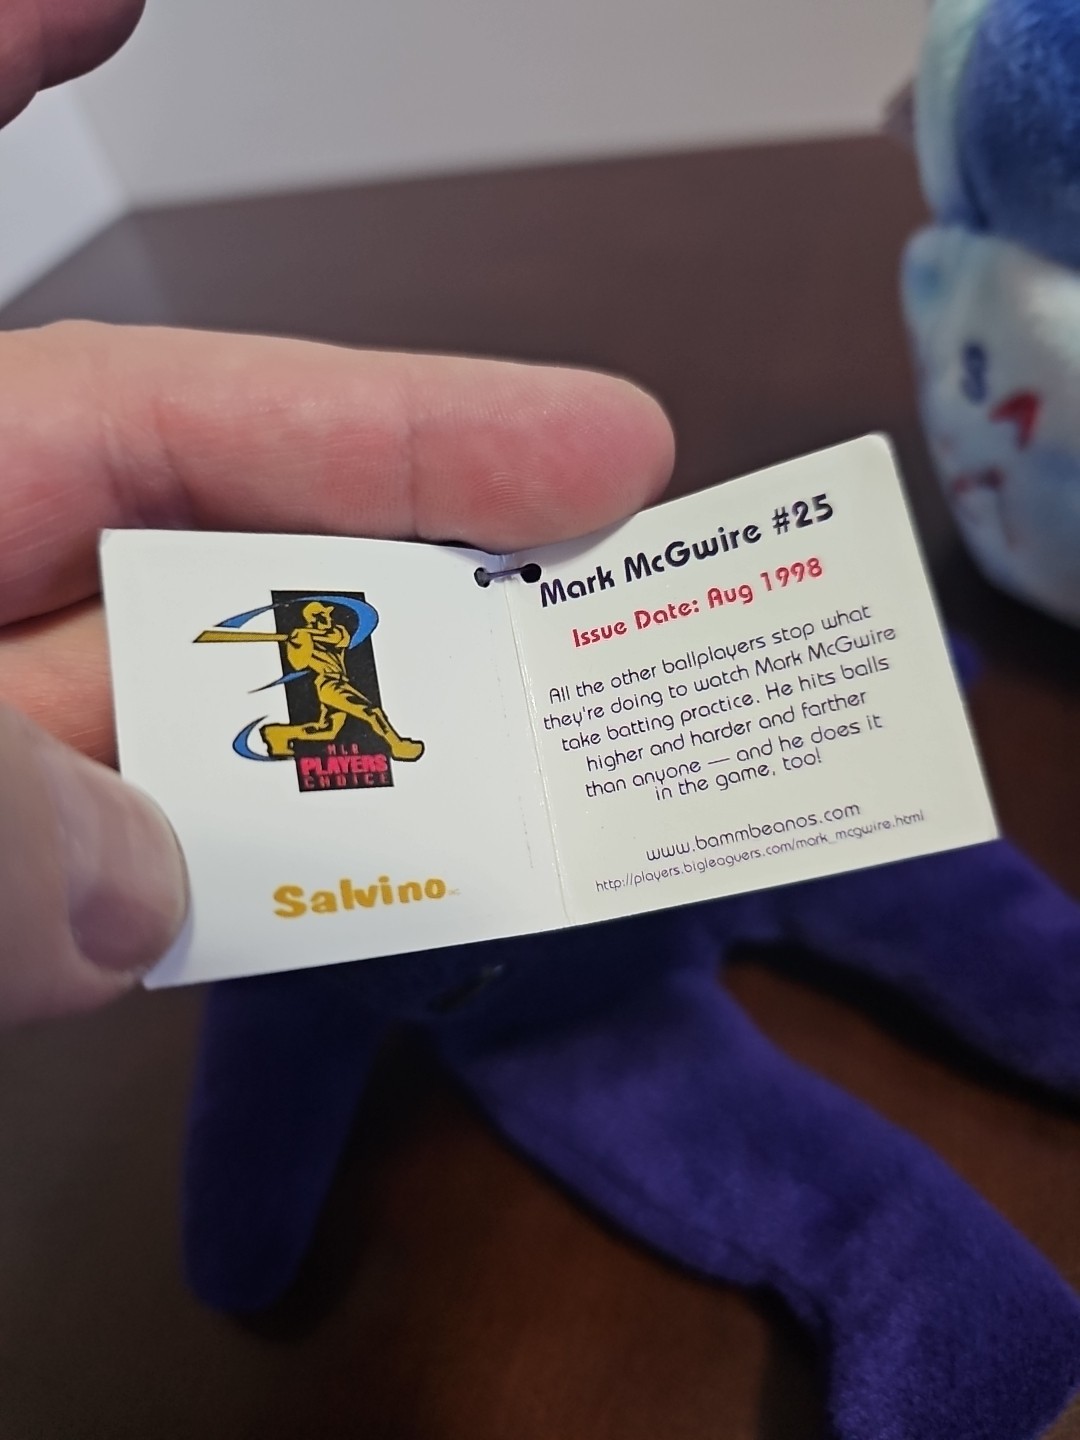 MLB
PLAYERS
CHOICE
Salvino
Mark McGwire #25
Issue Date: Aug 1998
All the other ballplayers stop what
they're doing to watch Mark McGwire
take batting practice. He hits balls
higher and harder and farther
than anyone — and he does it
in the game, too!
www.bammbeanos.com
http://players.bigleaguers.com/mark_mcgwire.html